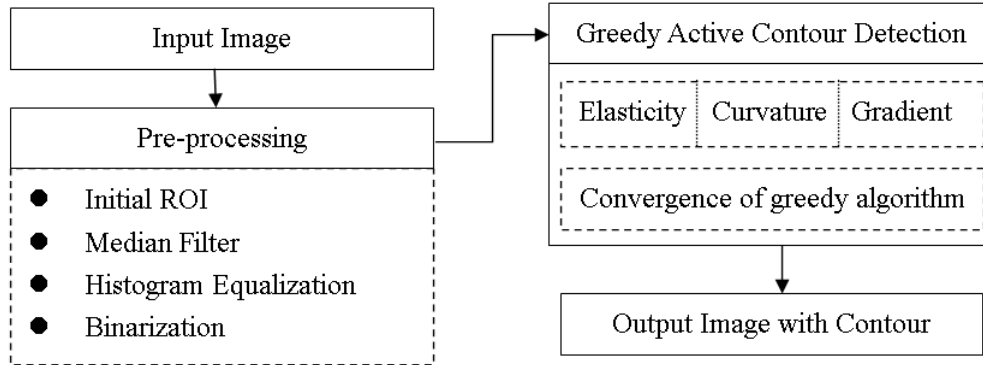 Input Image
Pre-processing
● Initial ROI
● Median Filter
● Histogram Equalization
● Binarization
Greedy Active Contour Detection
Elasticity Curvature Gradient
Convergence of greedy algorithm
Output Image with Contour